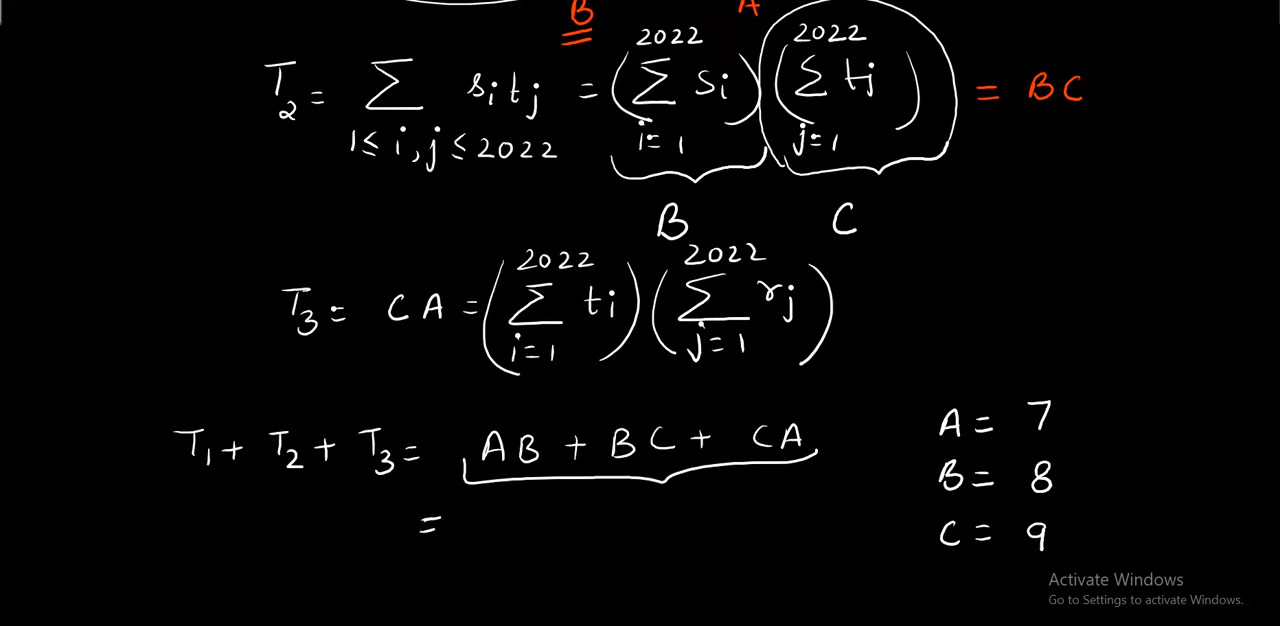 B A
T₂ = ∑ sᵢtⱼ = (∑ sᵢ)(∑ tⱼ) = BC
1 ≤ i, j ≤ 2022 2022 i=1 2022 j=1
B C
T₃ = CA = (∑ tᵢ)(∑ rⱼ)
2022 i=1 2022 j=1
T₁ + T₂ + T₃ = AB + BC + CA
=
A = 7
B = 8
C = 9
Activate Windows
Go to Settings to activate Windows.